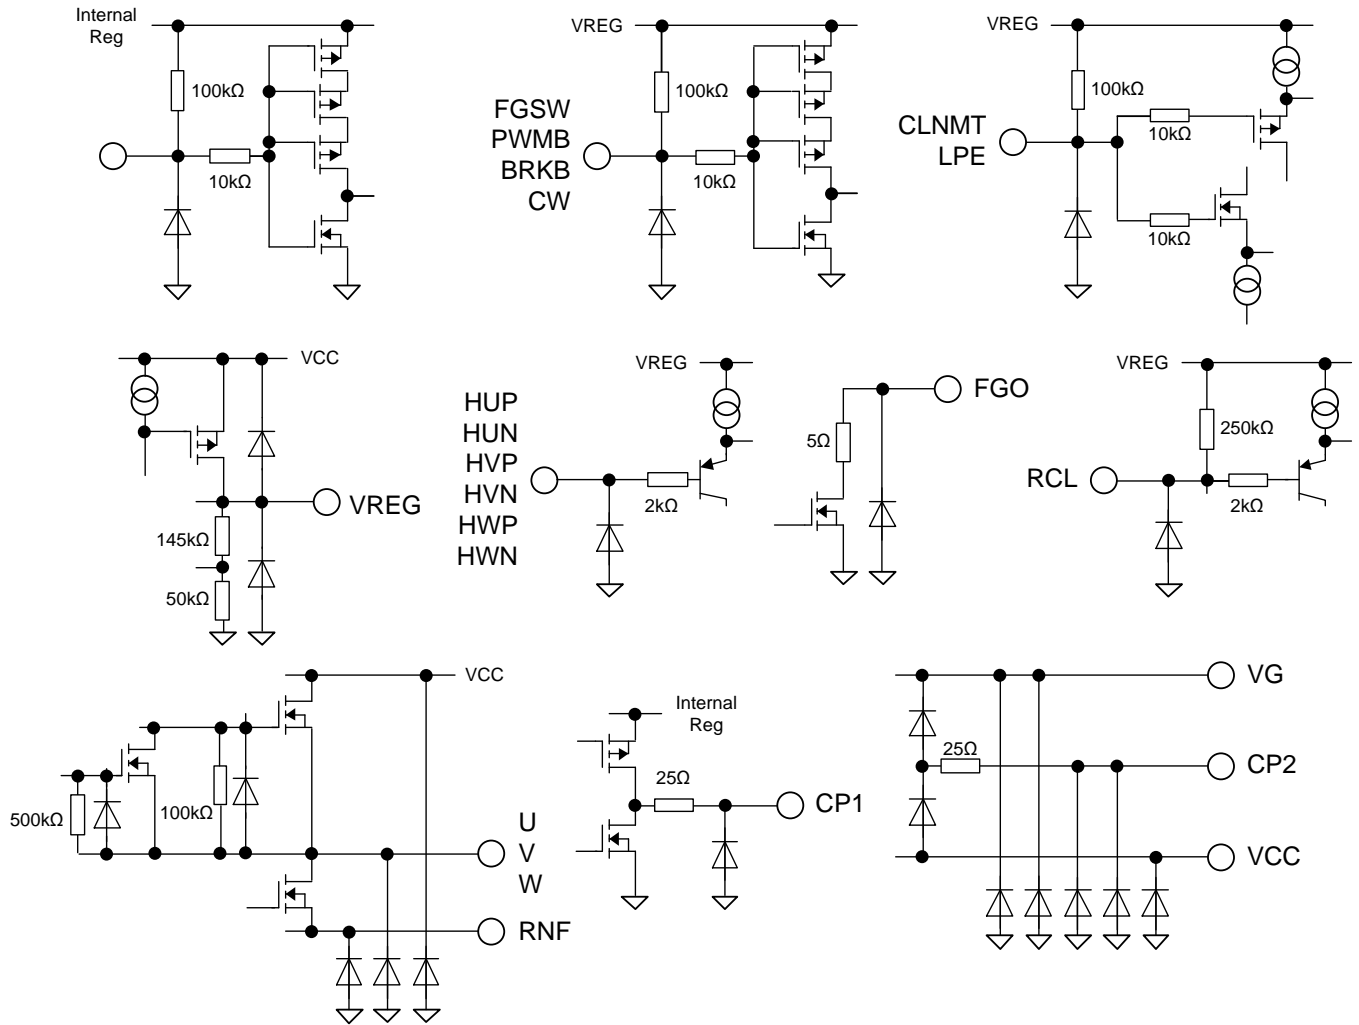 Internal
Reg
100kΩ
10kΩ
VREG
100kΩ
10kΩ
FGSW
PWMB
BRKB
CW
VREG
100kΩ
10kΩ
10kΩ
CLNMT
LPE
VCC
VREG
145kΩ
50kΩ
VREG
HUP
HUN
HVP
HVN
HWP
HWN
2kΩ
FGO
5Ω
VREG
250kΩ
RCL
2kΩ
VCC
500kΩ
100kΩ
U
V
W
RNF
Internal
Reg
25Ω
CP1
VG
25Ω
CP2
VCC